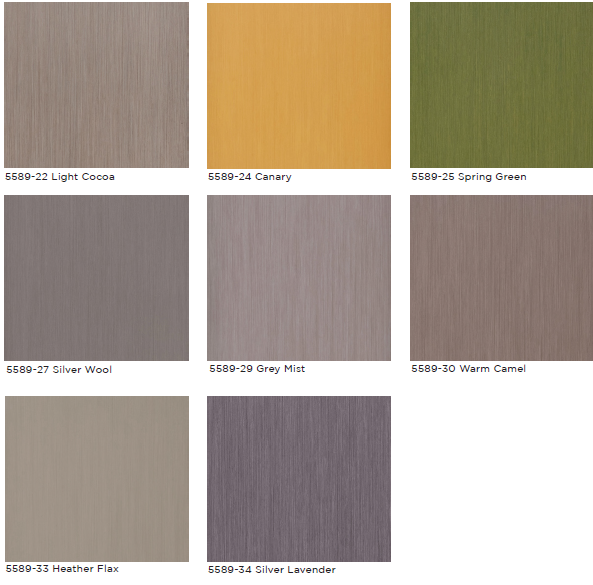 5589-22 Light Cocoa
5589-24 Canary
5589-25 Spring Green
5589-27 Silver Wool
5589-29 Grey Mist
5589-30 Warm Camel
5589-33 Heather Flax
5589-34 Silver Lavender